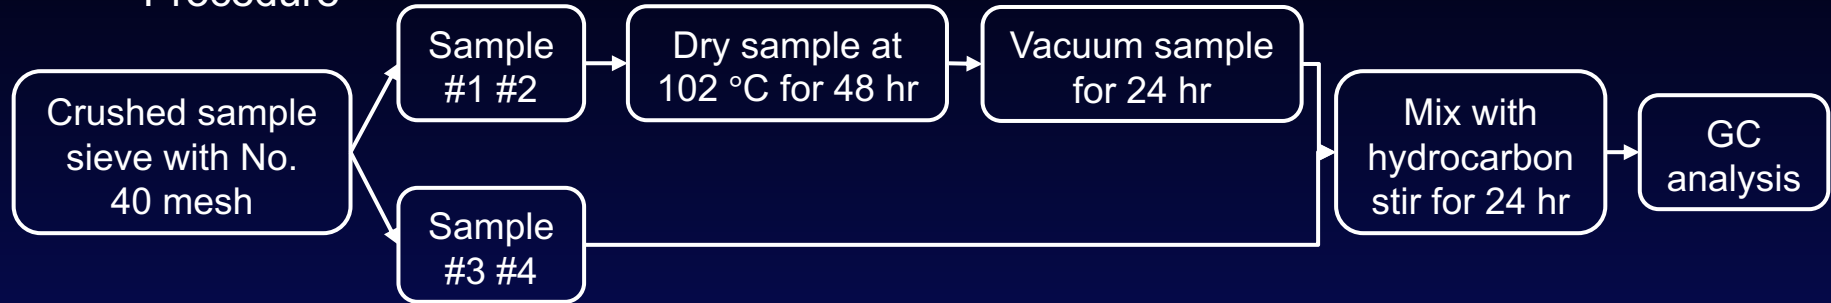 Procedure
Crushed sample
sieve with No.
40 mesh
Sample
#1 #2
Dry sample at
102 °C for 48 hr
Vacuum sample
for 24 hr
Sample
#3 #4
Mix with
hydrocarbon
stir for 24 hr
GC
analysis